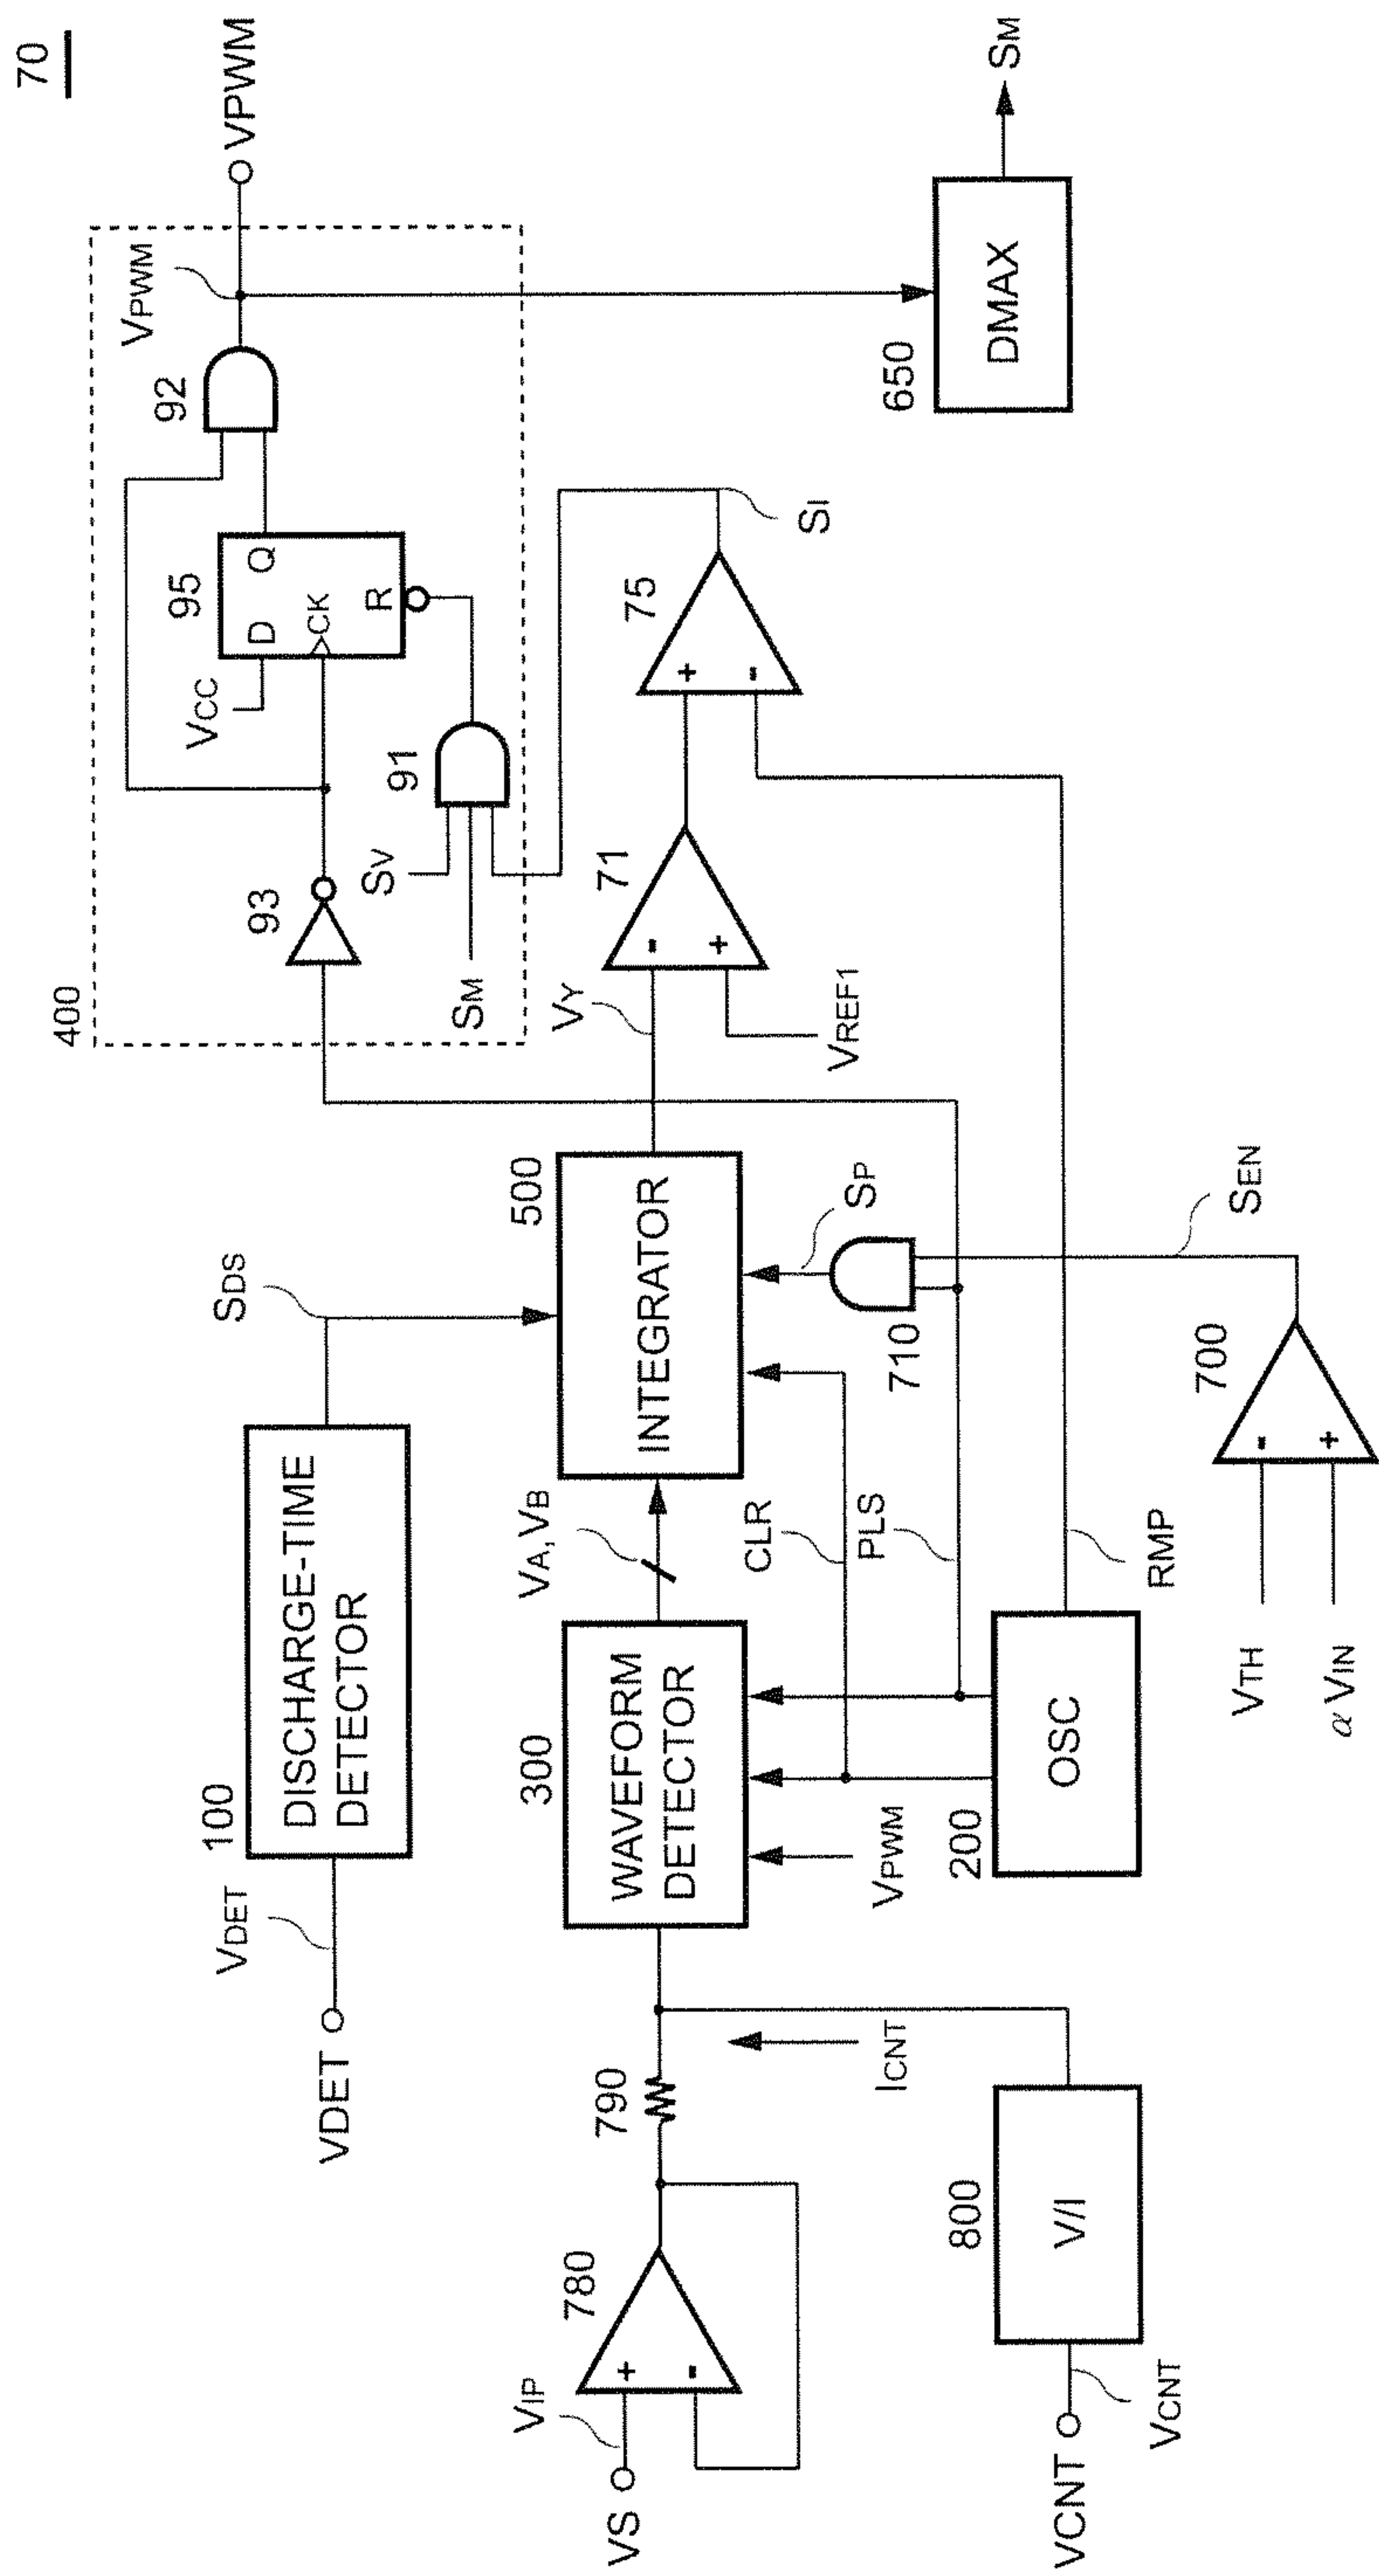 70
400
VPWM
VPWM
92
95
D
Q
CK
R
VCC
93
91
SV
SM
SI
650
DMAX
SM
75
+
-
71
-
+
VY
VREF1
SDS
100
DISCHARGE-TIME
DETECTOR
VDET
VDET
500
INTEGRATOR
SP
710
SEN
700
-
+
VTH
αVIN
VA, VB
CLR
PLS
RMP
300
WAVEFORM
DETECTOR
VPWM
200
OSC
790
ICNT
780
+
-
VIP
VS
800
V/I
VCNT
VCNT